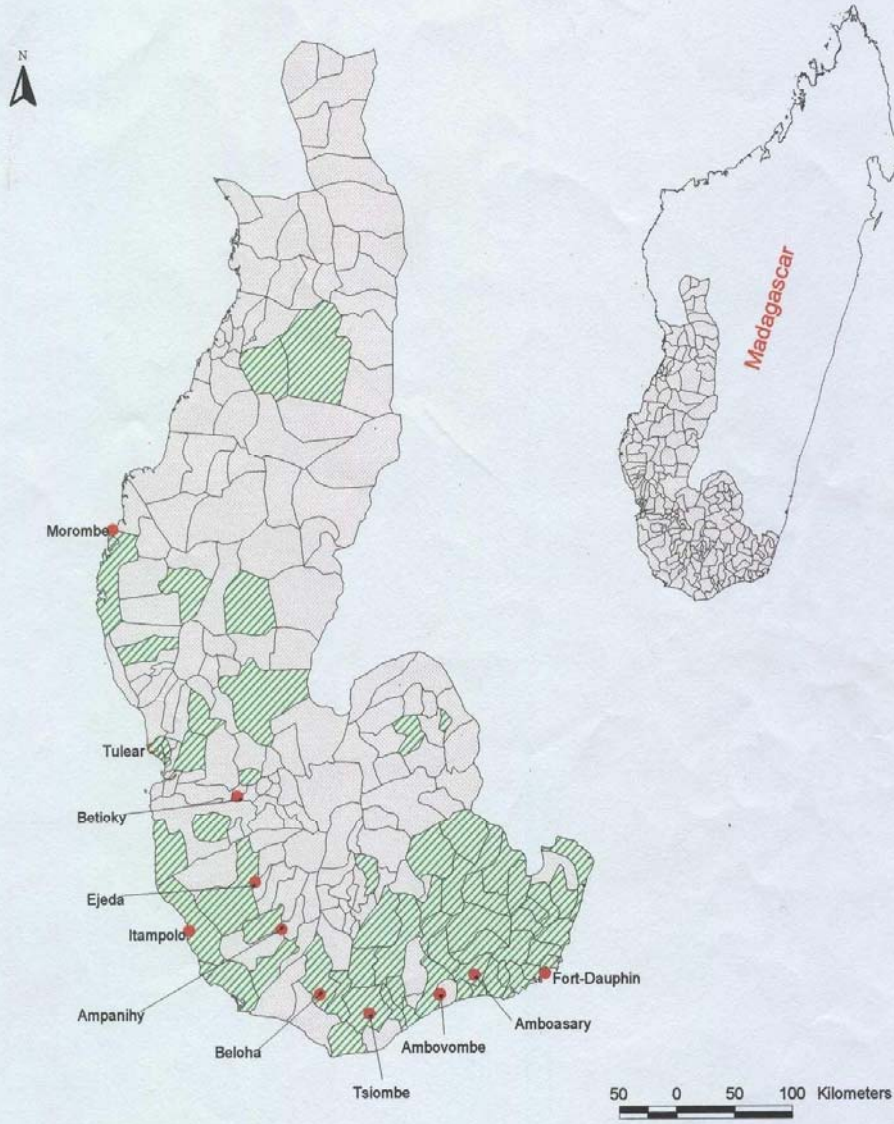 N
Madagascar
Morombe
Tulear
Betioky
Ejeda
Itampolo
Ampanihy
Beloha
Tsiombe
Ambovombe
Amboasary
Fort-Dauphin
50 0 50 100 Kilometers